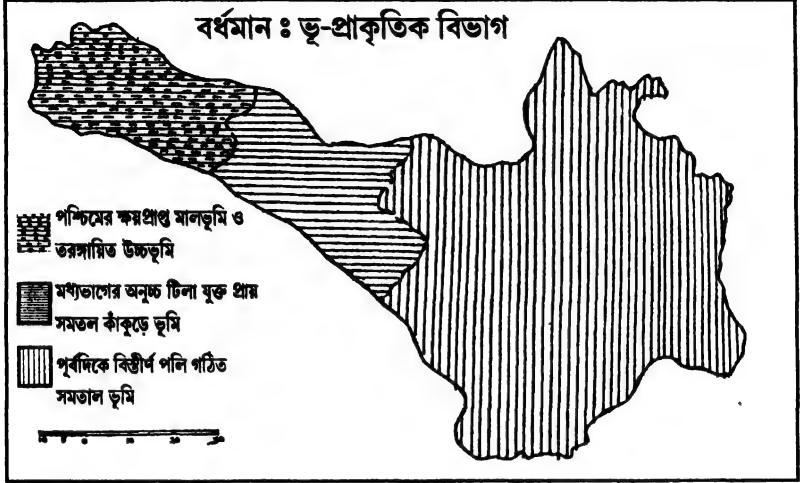 বর্ধমান ঃ ভূ-প্রাকৃতিক বিভাগ
পশ্চিমের ক্ষয়প্রাপ্ত মালভূমি ও
তরঙ্গায়িত উচ্চভূমি
মধ্যভাগের অনুচ্চ টিলা যুক্ত প্রায়
সমতল কাঁকুড়ে ভূমি
পূর্বদিকে বিস্তীর্ণ পলি গঠিত
সমতাল ভূমি